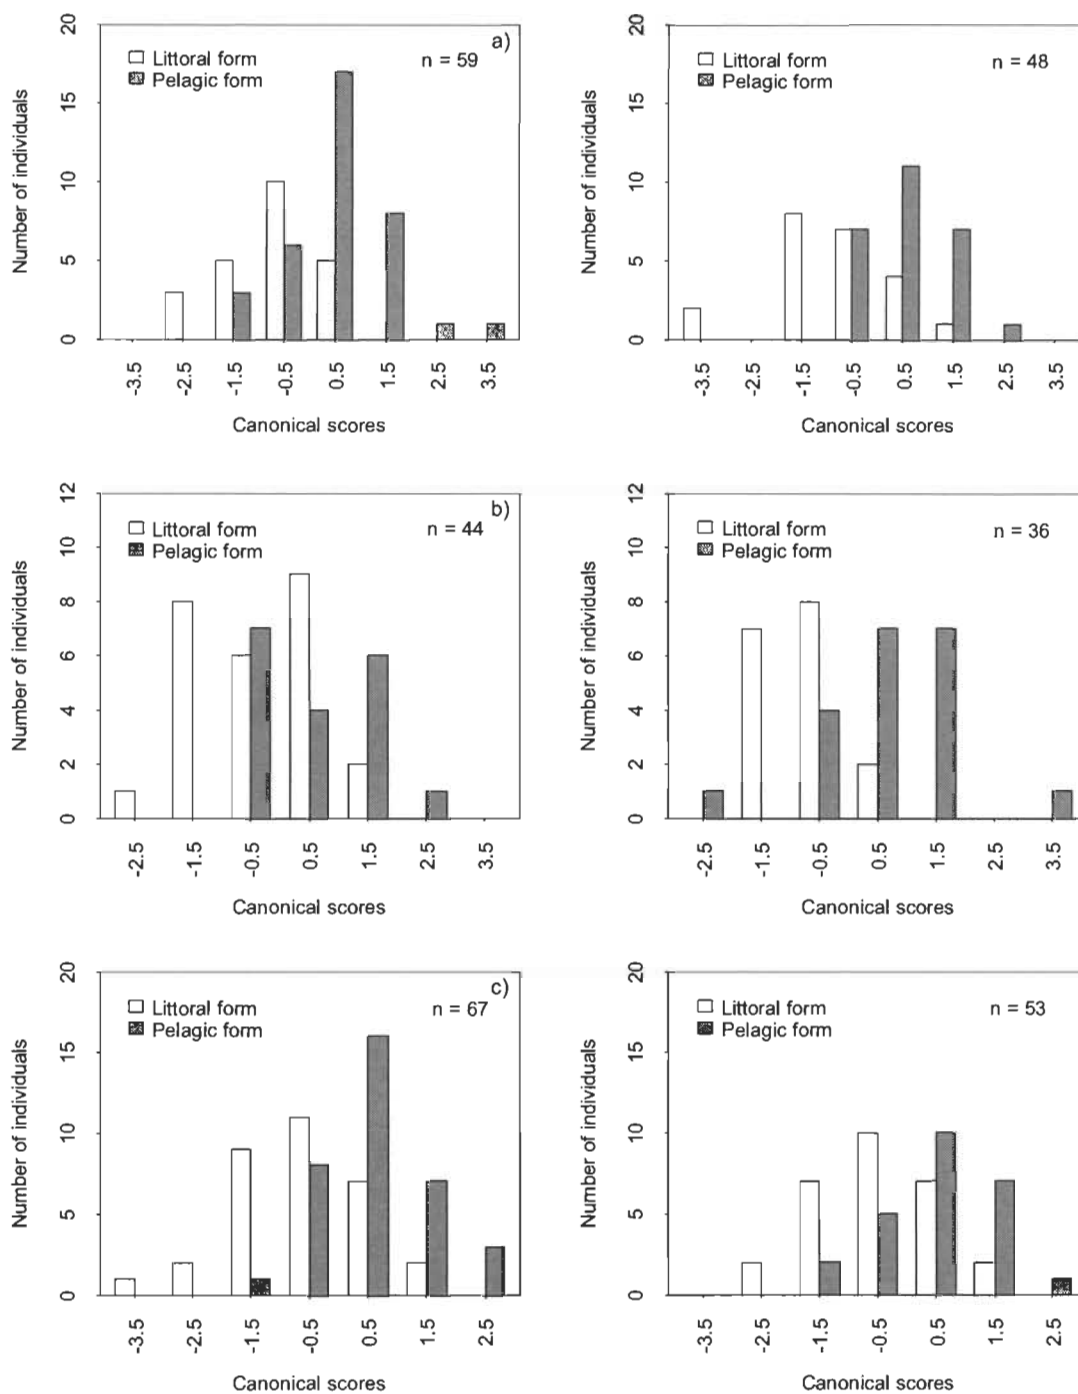 a)
Littoral form
n = 59
Pelagic form
Number of individuals
20
15
10
5
0
-3.5 -2.5 -1.5 -0.5 0.5 1.5 2.5 3.5
Canonical scores
Littoral form
n = 48
Pelagic form
Number of individuals
20
15
10
5
0
-3.5 -2.5 -1.5 -0.5 0.5 1.5 2.5 3.5
Canonical scores
b)
Littoral form
n = 44
Pelagic form
Number of individuals
12
10
8
6
4
2
0
-2.5 -1.5 -0.5 0.5 1.5 2.5 3.5
Canonical scores
Littoral form
n = 36
Pelagic form
Number of individuals
12
10
8
6
4
2
0
-2.5 -1.5 -0.5 0.5 1.5 2.5 3.5
Canonical scores
c)
Littoral form
n = 67
Pelagic form
Number of individuals
20
15
10
5
0
-3.5 -2.5 -1.5 -0.5 0.5 1.5 2.5
Canonical scores
Littoral form
n = 53
Pelagic form
Number of individuals
20
15
10
5
0
-3.5 -2.5 -1.5 -0.5 0.5 1.5 2.5
Canonical scores